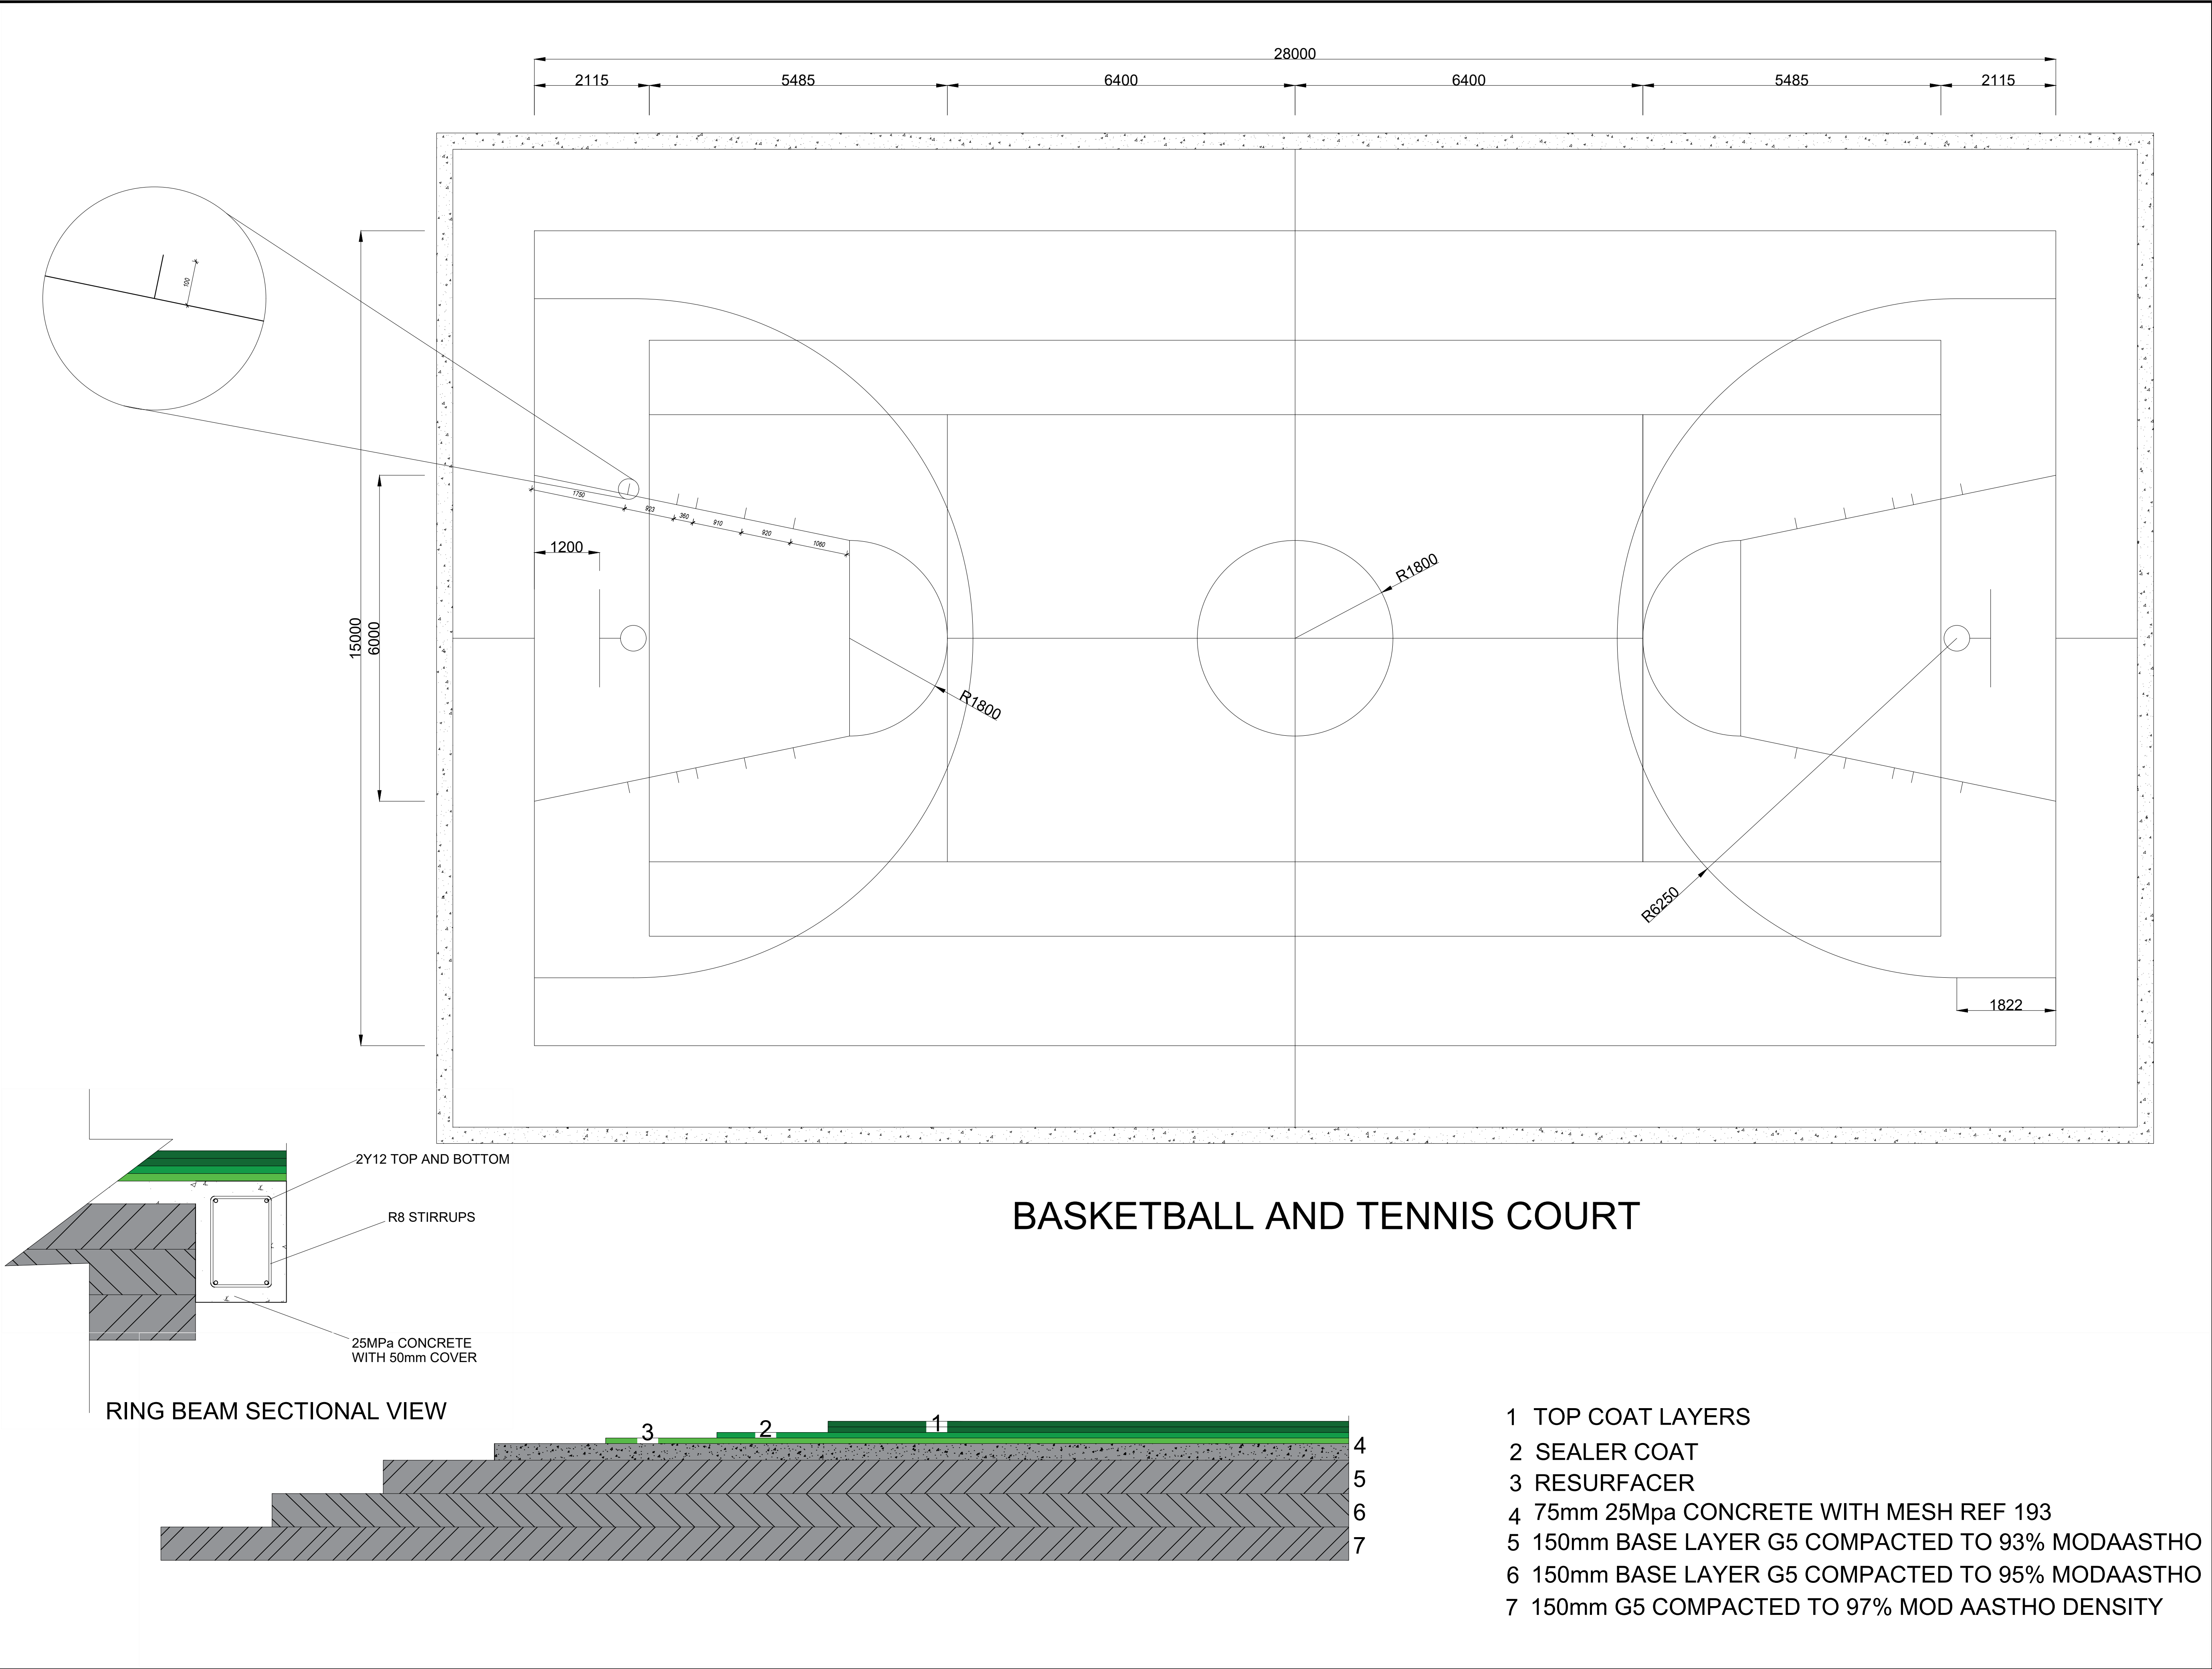 28000
2115 5485 6400 6400 5485 2115
100
1750
923
360
910
920
1060
1200
R1800
15000
6000
R1800
R6250
1822
2Y12 TOP AND BOTTOM
R8 STIRRUPS
25MPa CONCRETE
WITH 50mm COVER
RING BEAM SECTIONAL VIEW
BASKETBALL AND TENNIS COURT
1
2
3
4
5
6
7
1 TOP COAT LAYERS
2 SEALER COAT
3 RESURFACER
4 75mm 25Mpa CONCRETE WITH MESH REF 193
5 150mm BASE LAYER G5 COMPACTED TO 93% MODAASTHO
6 150mm BASE LAYER G5 COMPACTED TO 95% MODAASTHO
7 150mm G5 COMPACTED TO 97% MOD AASTHO DENSITY